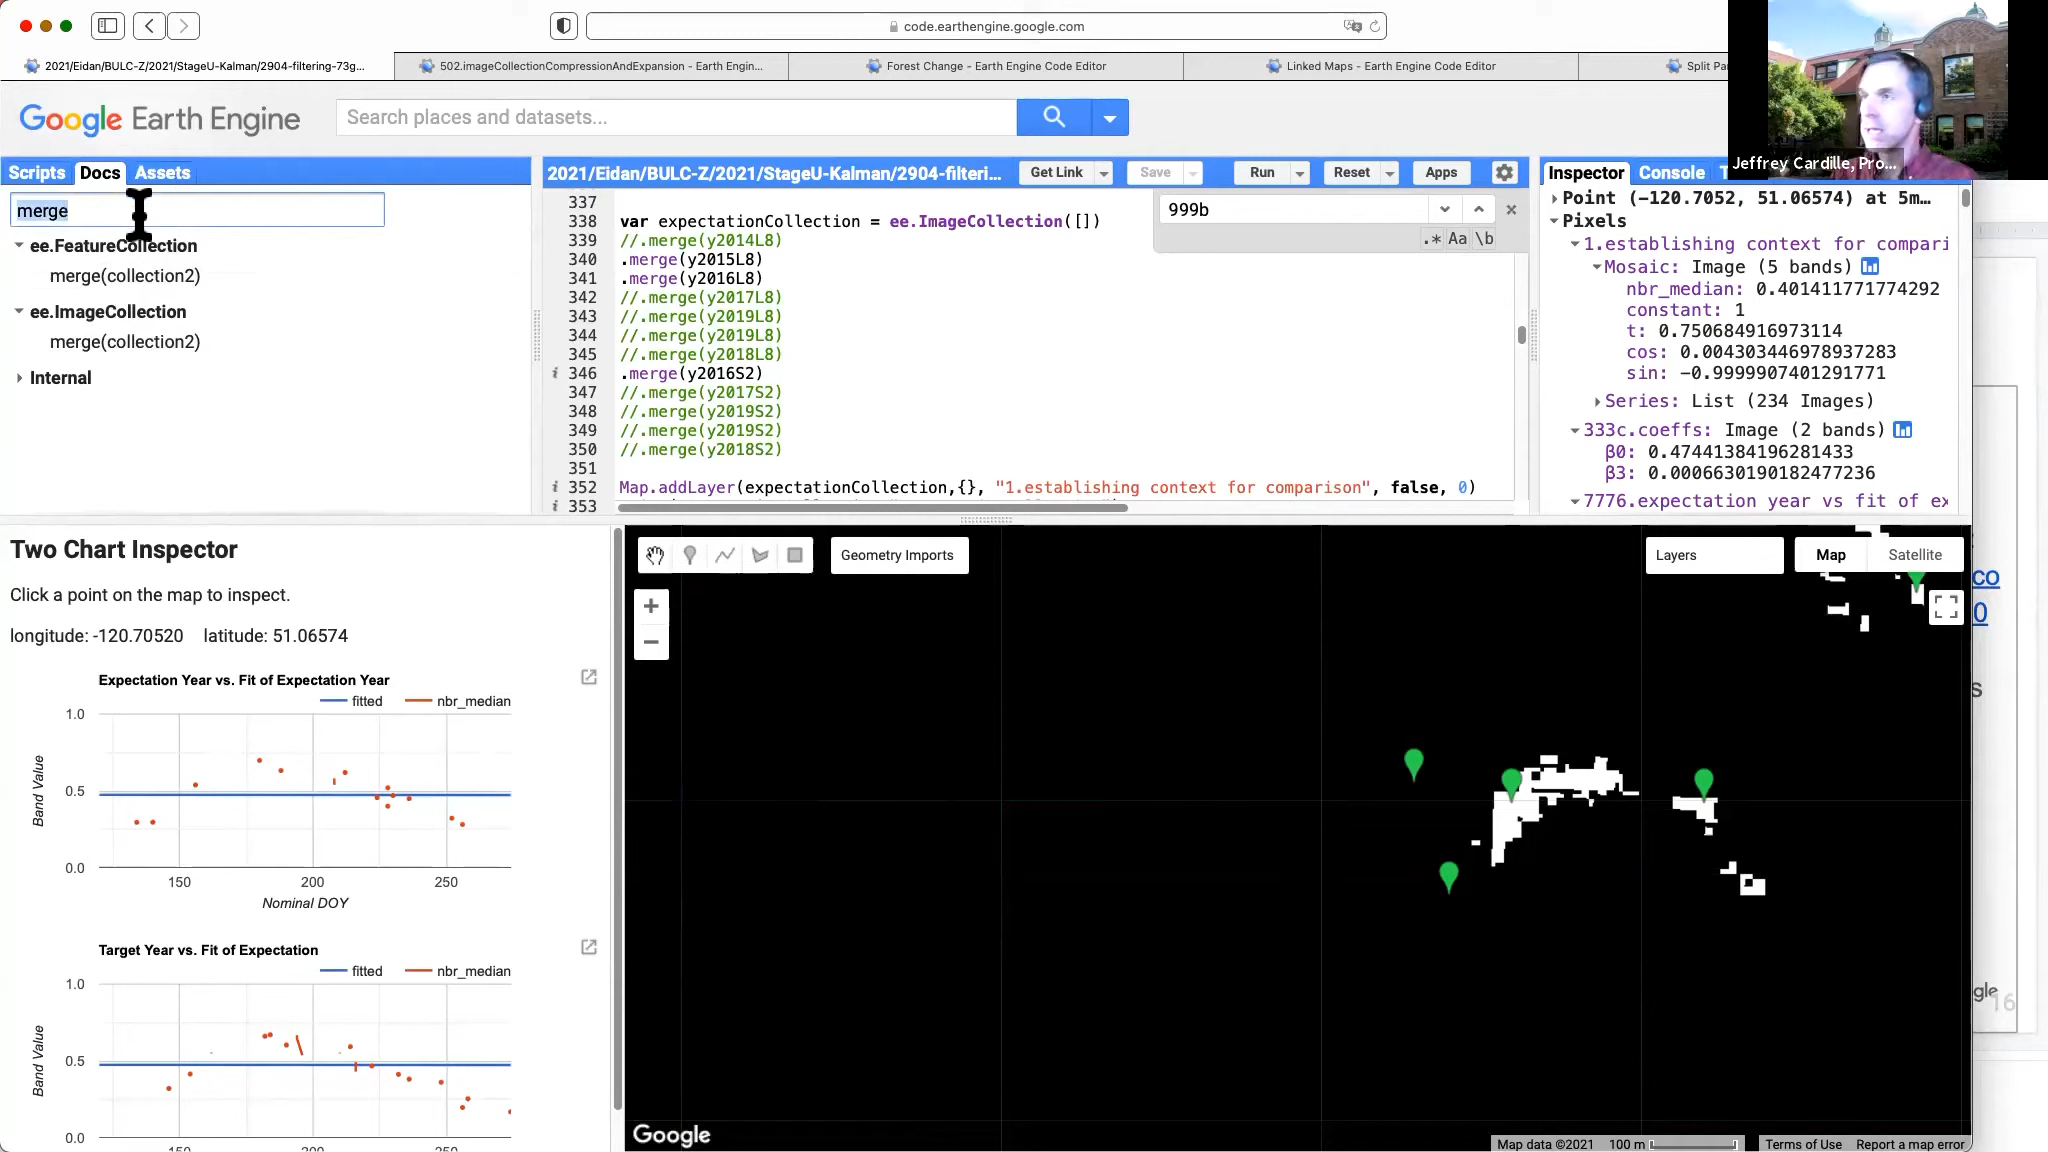 code.earthengine.google.com
2021/Eidan/BULC-Z/2021/StageU-Kalman/2904-filtering-73g...
502.imageCollectionCompressionAndExpansion - Earth Engin...
Forest Change - Earth Engine Code Editor
Linked Maps - Earth Engine Code Editor
Split Pa
Google Earth Engine
Search places and datasets...
Jeffrey Cardille, Pro...
Scripts
Docs
Assets
merge
ee.FeatureCollection
merge(collection2)
ee.ImageCollection
merge(collection2)
Internal
2021/Eidan/BULC-Z/2021/StageU-Kalman/2904-filteri...
Get Link
Save
Run
Reset
Apps
999b
.* Aa \b
337
338 var expectationCollection = ee.ImageCollection([])
339 //.merge(y2014L8)
340 .merge(y2015L8)
341 .merge(y2016L8)
342 //.merge(y2017L8)
343 //.merge(y2019L8)
344 //.merge(y2019L8)
345 //.merge(y2018L8)
i 346 .merge(y2016S2)
347 //.merge(y2017S2)
348 //.merge(y2019S2)
349 //.merge(y2019S2)
350 //.merge(y2018S2)
351
i 352 Map.addLayer(expectationCollection,{}, "1.establishing context for comparison", false, 0)
i 353
Inspector
Console
Point (-120.7052, 51.06574) at 5m…
Pixels
1.establishing context for compari
Mosaic: Image (5 bands)
nbr_median: 0.401411771774292
constant: 1
t: 0.750684916973114
cos: 0.004303446978937283
sin: -0.9999907401291771
Series: List (234 Images)
333c.coeffs: Image (2 bands)
β0: 0.47441384196281433
β3: 0.0006630190182477236
7776.expectation year vs fit of ex
Two Chart Inspector
Click a point on the map to inspect.
longitude: -120.70520 latitude: 51.06574
Expectation Year vs. Fit of Expectation Year
fitted
nbr_median
1.0
0.5
0.0
Band Value
150 200 250
Nominal DOY
Target Year vs. Fit of Expectation
fitted
nbr_median
1.0
0.5
0.0
Band Value
150 200 250
Geometry Imports
Layers
Map
Satellite
+
−
Google
Map data ©2021
100 m
Terms of Use
Report a map error
co
0
s
gle
16